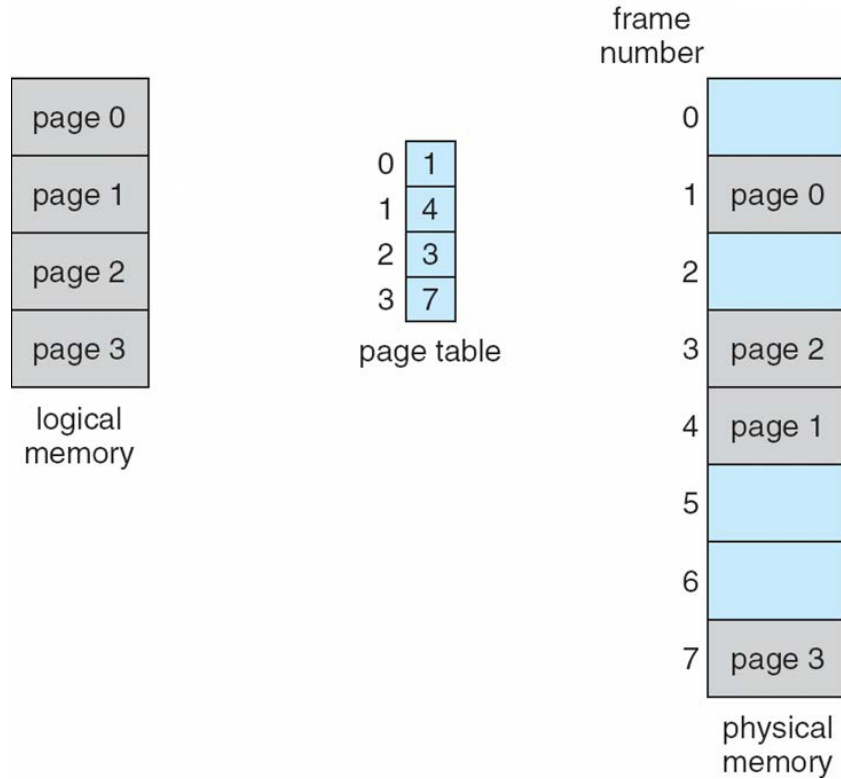 page 0
page 1
page 2
page 3
logical
memory
0 1
1 4
2 3
3 7
page table
frame
number
0
1 page 0
2
3 page 2
4 page 1
5
6
7 page 3
physical
memory